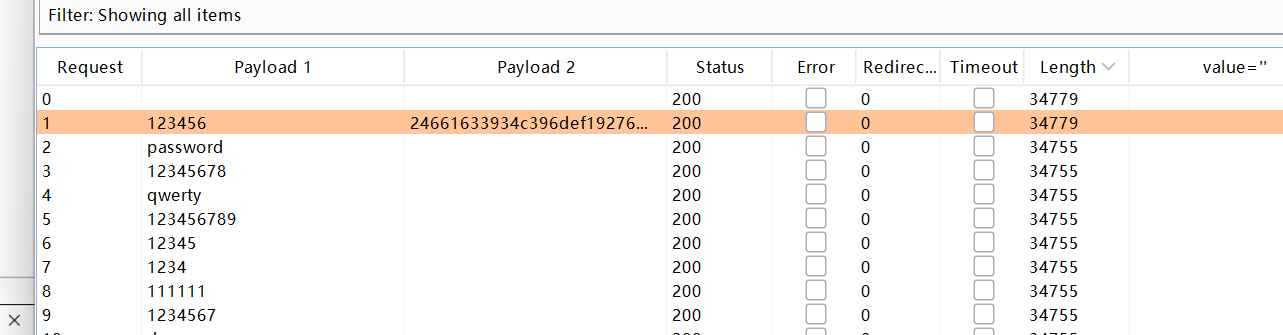 Filter: Showing all items
Request Payload 1 Payload 2 Status Error Redirec... Timeout Length value="
0 200 0 34779
1 123456 24661633934c396def19276... 200 0 34779
2 password 200 0 34755
3 12345678 200 0 34755
4 qwerty 200 0 34755
5 123456789 200 0 34755
6 12345 200 0 34755
7 1234 200 0 34755
8 111111 200 0 34755
9 1234567 200 0 34755